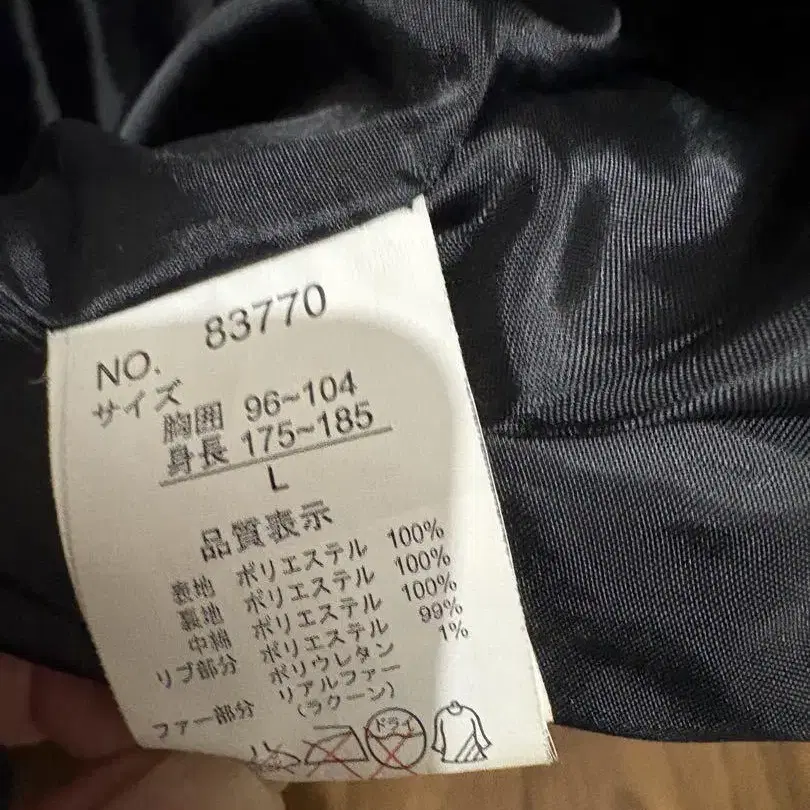 NO. 83770
サイズ
胸囲 96~104
身長 175~185
L
品質表示
表地 ポリエステル 100%
裏地 ポリエステル 100%
中綿 ポリエステル 100%
リブ部分 ポリエステル 99%
ポリウレタン 1%
ファー部分 リアルファー
(ラクーン)
ドライ